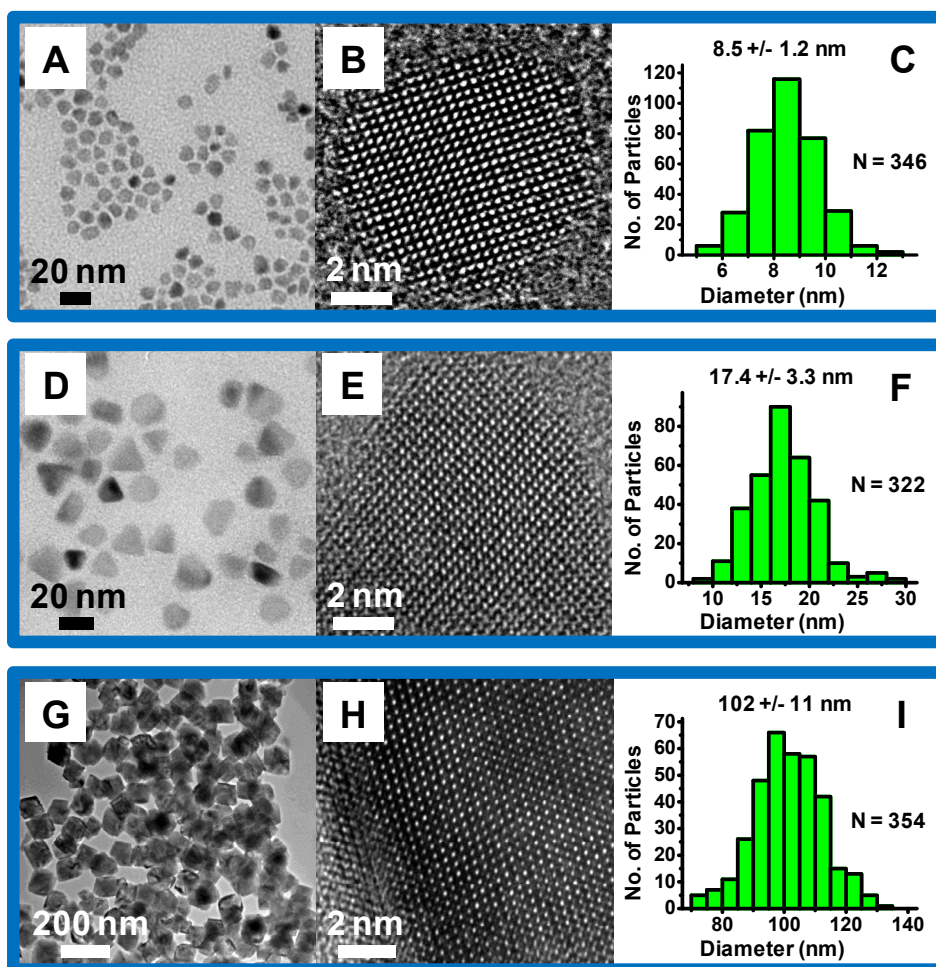 A
20 nm
B
2 nm
8.5 +/- 1.2 nm
C
N = 346
No. of Particles
120
100
80
60
40
20
0
6 8 10 12
Diameter (nm)
D
20 nm
E
2 nm
17.4 +/- 3.3 nm
F
N = 322
No. of Particles
80
60
40
20
0
10 15 20 25 30
Diameter (nm)
G
200 nm
H
2 nm
102 +/- 11 nm
I
N = 354
No. of Particles
70
60
50
40
30
20
10
0
80 100 120 140
Diameter (nm)